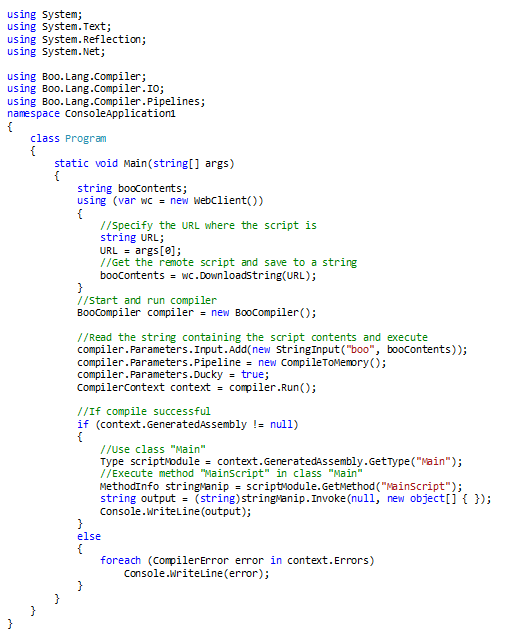 using System;
using System.Text;
using System.Reflection;
using System.Net;

using Boo.Lang.Compiler;
using Boo.Lang.Compiler.IO;
using Boo.Lang.Compiler.Pipelines;
namespace ConsoleApplication1
{
    class Program
    {
        static void Main(string[] args)
        {
            string booContents;
            using (var wc = new WebClient())
            {
                //Specify the URL where the script is
                string URL;
                URL = args[0];
                //Get the remote script and save to a string
                booContents = wc.DownloadString(URL);
            }
            //Start and run compiler
            BooCompiler compiler = new BooCompiler();

            //Read the string containing the script contents and execute
            compiler.Parameters.Input.Add(new StringInput("boo", booContents));
            compiler.Parameters.Pipeline = new CompileToMemory();
            compiler.Parameters.Ducky = true;
            CompilerContext context = compiler.Run();

            //If compile successful
            if (context.GeneratedAssembly != null)
            {
                //Use class "Main"
                Type scriptModule = context.GeneratedAssembly.GetType("Main");
                //Execute method "MainScript" in class "Main"
                MethodInfo stringManip = scriptModule.GetMethod("MainScript");
                string output = (string)stringManip.Invoke(null, new object[] { });
                Console.WriteLine(output);
            }
            else
            {
                foreach (CompilerError error in context.Errors)
                    Console.WriteLine(error);
            }
        }
    }
}